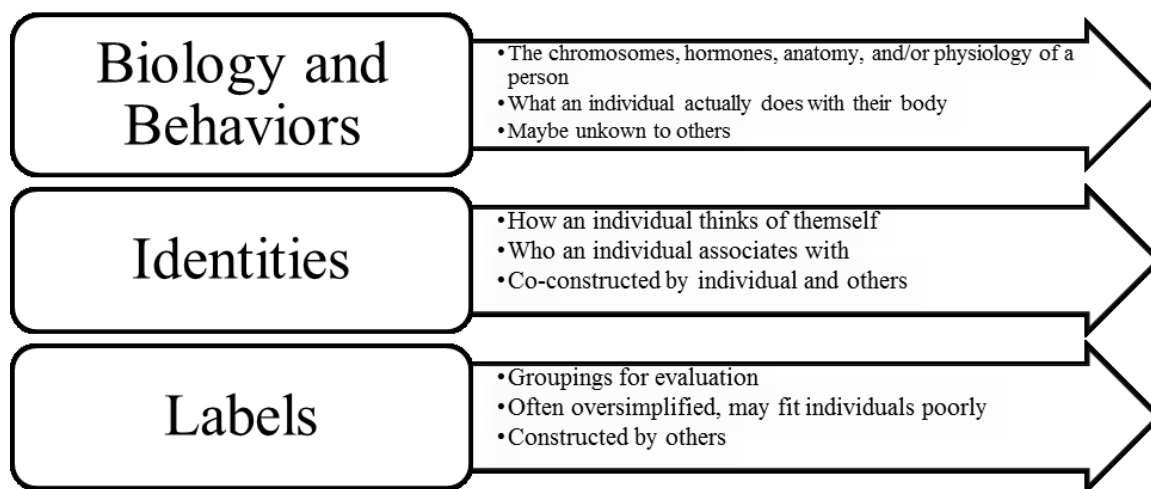 Biology and
Behaviors
•The chromosomes, hormones, anatomy, and/or physiology of a
person
•What an individual actually does with their body
•Maybe unkown to others
Identities
•How an individual thinks of themself
•Who an individual associates with
•Co-constructed by individual and others
Labels
•Groupings for evaluation
•Often oversimplified, may fit individuals poorly
•Constructed by others